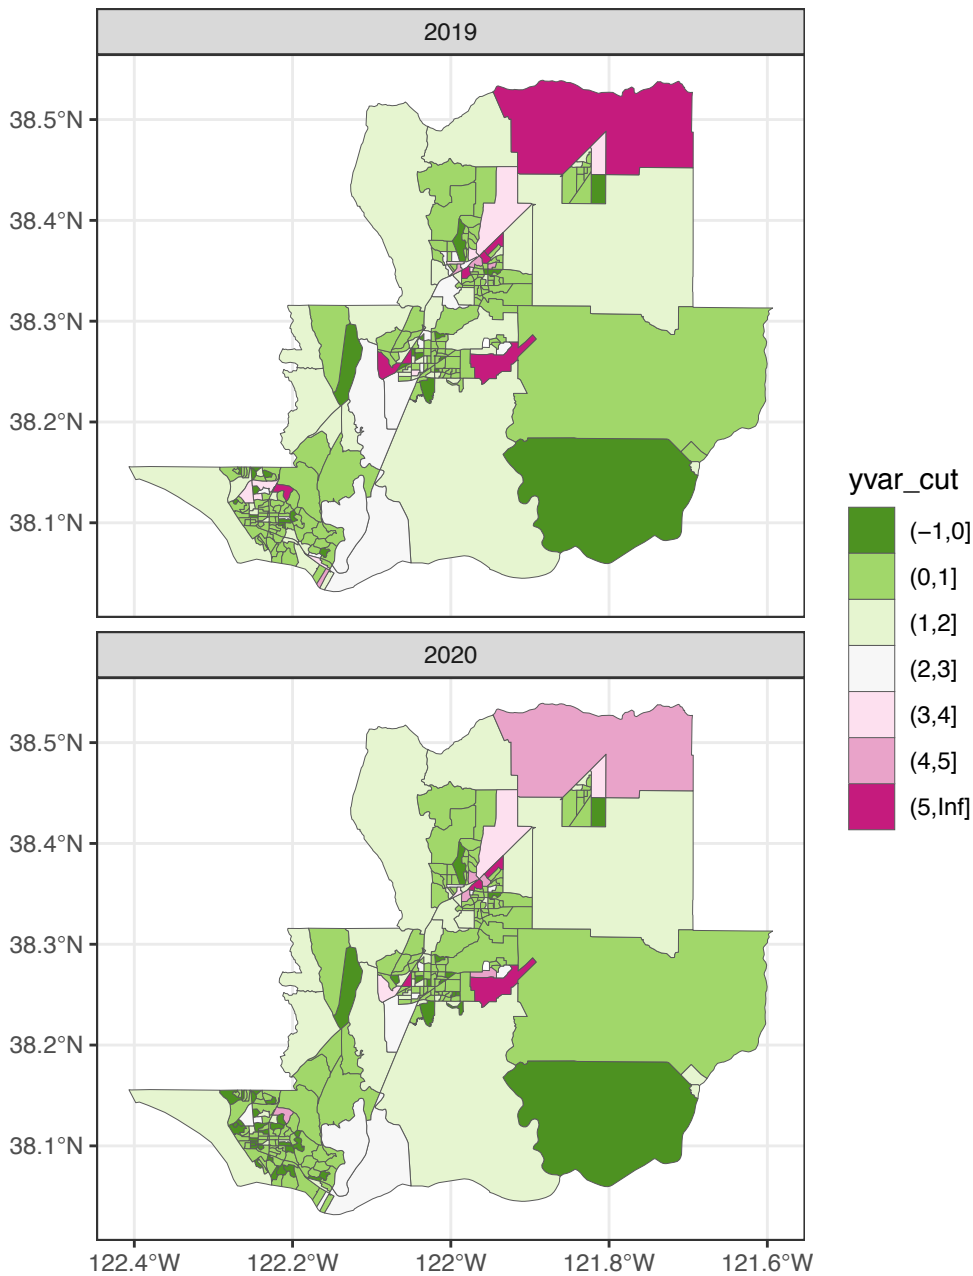 2019
38.5°N
38.4°N
38.3°N
38.2°N
38.1°N
2020
38.5°N
38.4°N
38.3°N
38.2°N
38.1°N
122.4°W 122.2°W 122°W 121.8°W 121.6°W
yvar_cut
(−1,0]
(0,1]
(1,2]
(2,3]
(3,4]
(4,5]
(5,Inf]